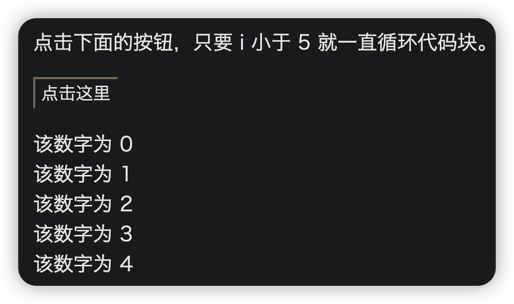 点击下面的按钮，只要 i 小于 5 就一直循环代码块。
点击这里
该数字为 0
该数字为 1
该数字为 2
该数字为 3
该数字为 4